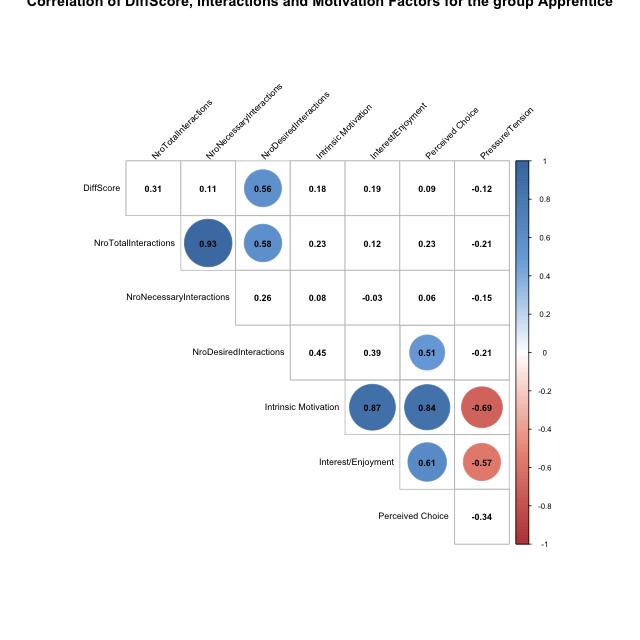 Correlation of DiffScore, Interactions and Motivation Factors for the group Apprentice
NroTotalInteractions
NroNecessaryInteractions
NroDesiredInteractions
Intrinsic Motivation
Interest/Enjoyment
Perceived Choice
Pressure/Tension
DiffScore 0.31 0.11 0.56 0.18 0.19 0.09 -0.12
NroTotalInteractions 0.93 0.58 0.23 0.12 0.23 -0.21
NroNecessaryInteractions 0.26 0.08 -0.03 0.06 -0.15
NroDesiredInteractions 0.45 0.39 0.51 -0.21
Intrinsic Motivation 0.87 0.84 -0.69
Interest/Enjoyment 0.61 -0.57
Perceived Choice -0.34
1
0.8
0.6
0.4
0.2
0
-0.2
-0.4
-0.6
-0.8
-1